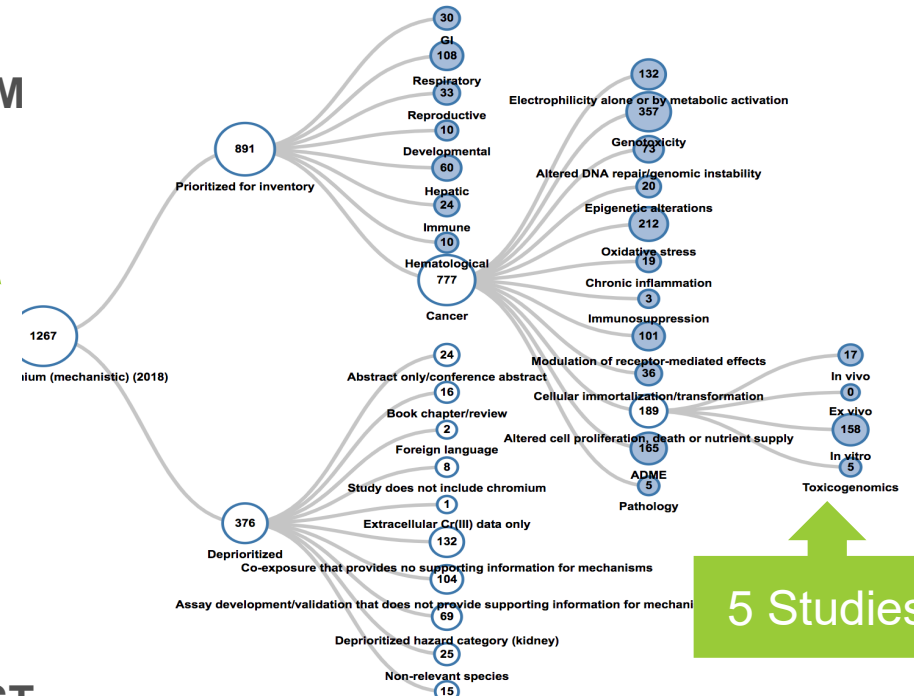 M
1267
ium (mechanistic) (2018)
891
Prioritized for inventory
30
GI
108
Respiratory
33
Reproductive
10
Developmental
60
Hepatic
24
Immune
10
Hematological
777
Cancer
132
Electrophilicity alone or by metabolic activation
357
Genotoxicity
73
Altered DNA repair/genomic instability
20
Epigenetic alterations
212
Oxidative stress
19
Chronic inflammation
3
Immunosuppression
101
Modulation of receptor-mediated effects
36
Cellular immortalization/transformation
189
Altered cell proliferation, death or nutrient supply
165
ADME
5
Pathology
17
In vivo
0
Ex vivo
158
In vitro
5
Toxicogenomics
5 Studies
376
Deprioritized
24
Abstract only/conference abstract
16
Book chapter/review
2
Foreign language
8
Study does not include chromium
1
Extracellular Cr(III) data only
132
Co-exposure that provides no supporting information for mechanisms
104
Assay development/validation that does not provide supporting information for mechani
69
Deprioritized hazard category (kidney)
25
Non-relevant species
15